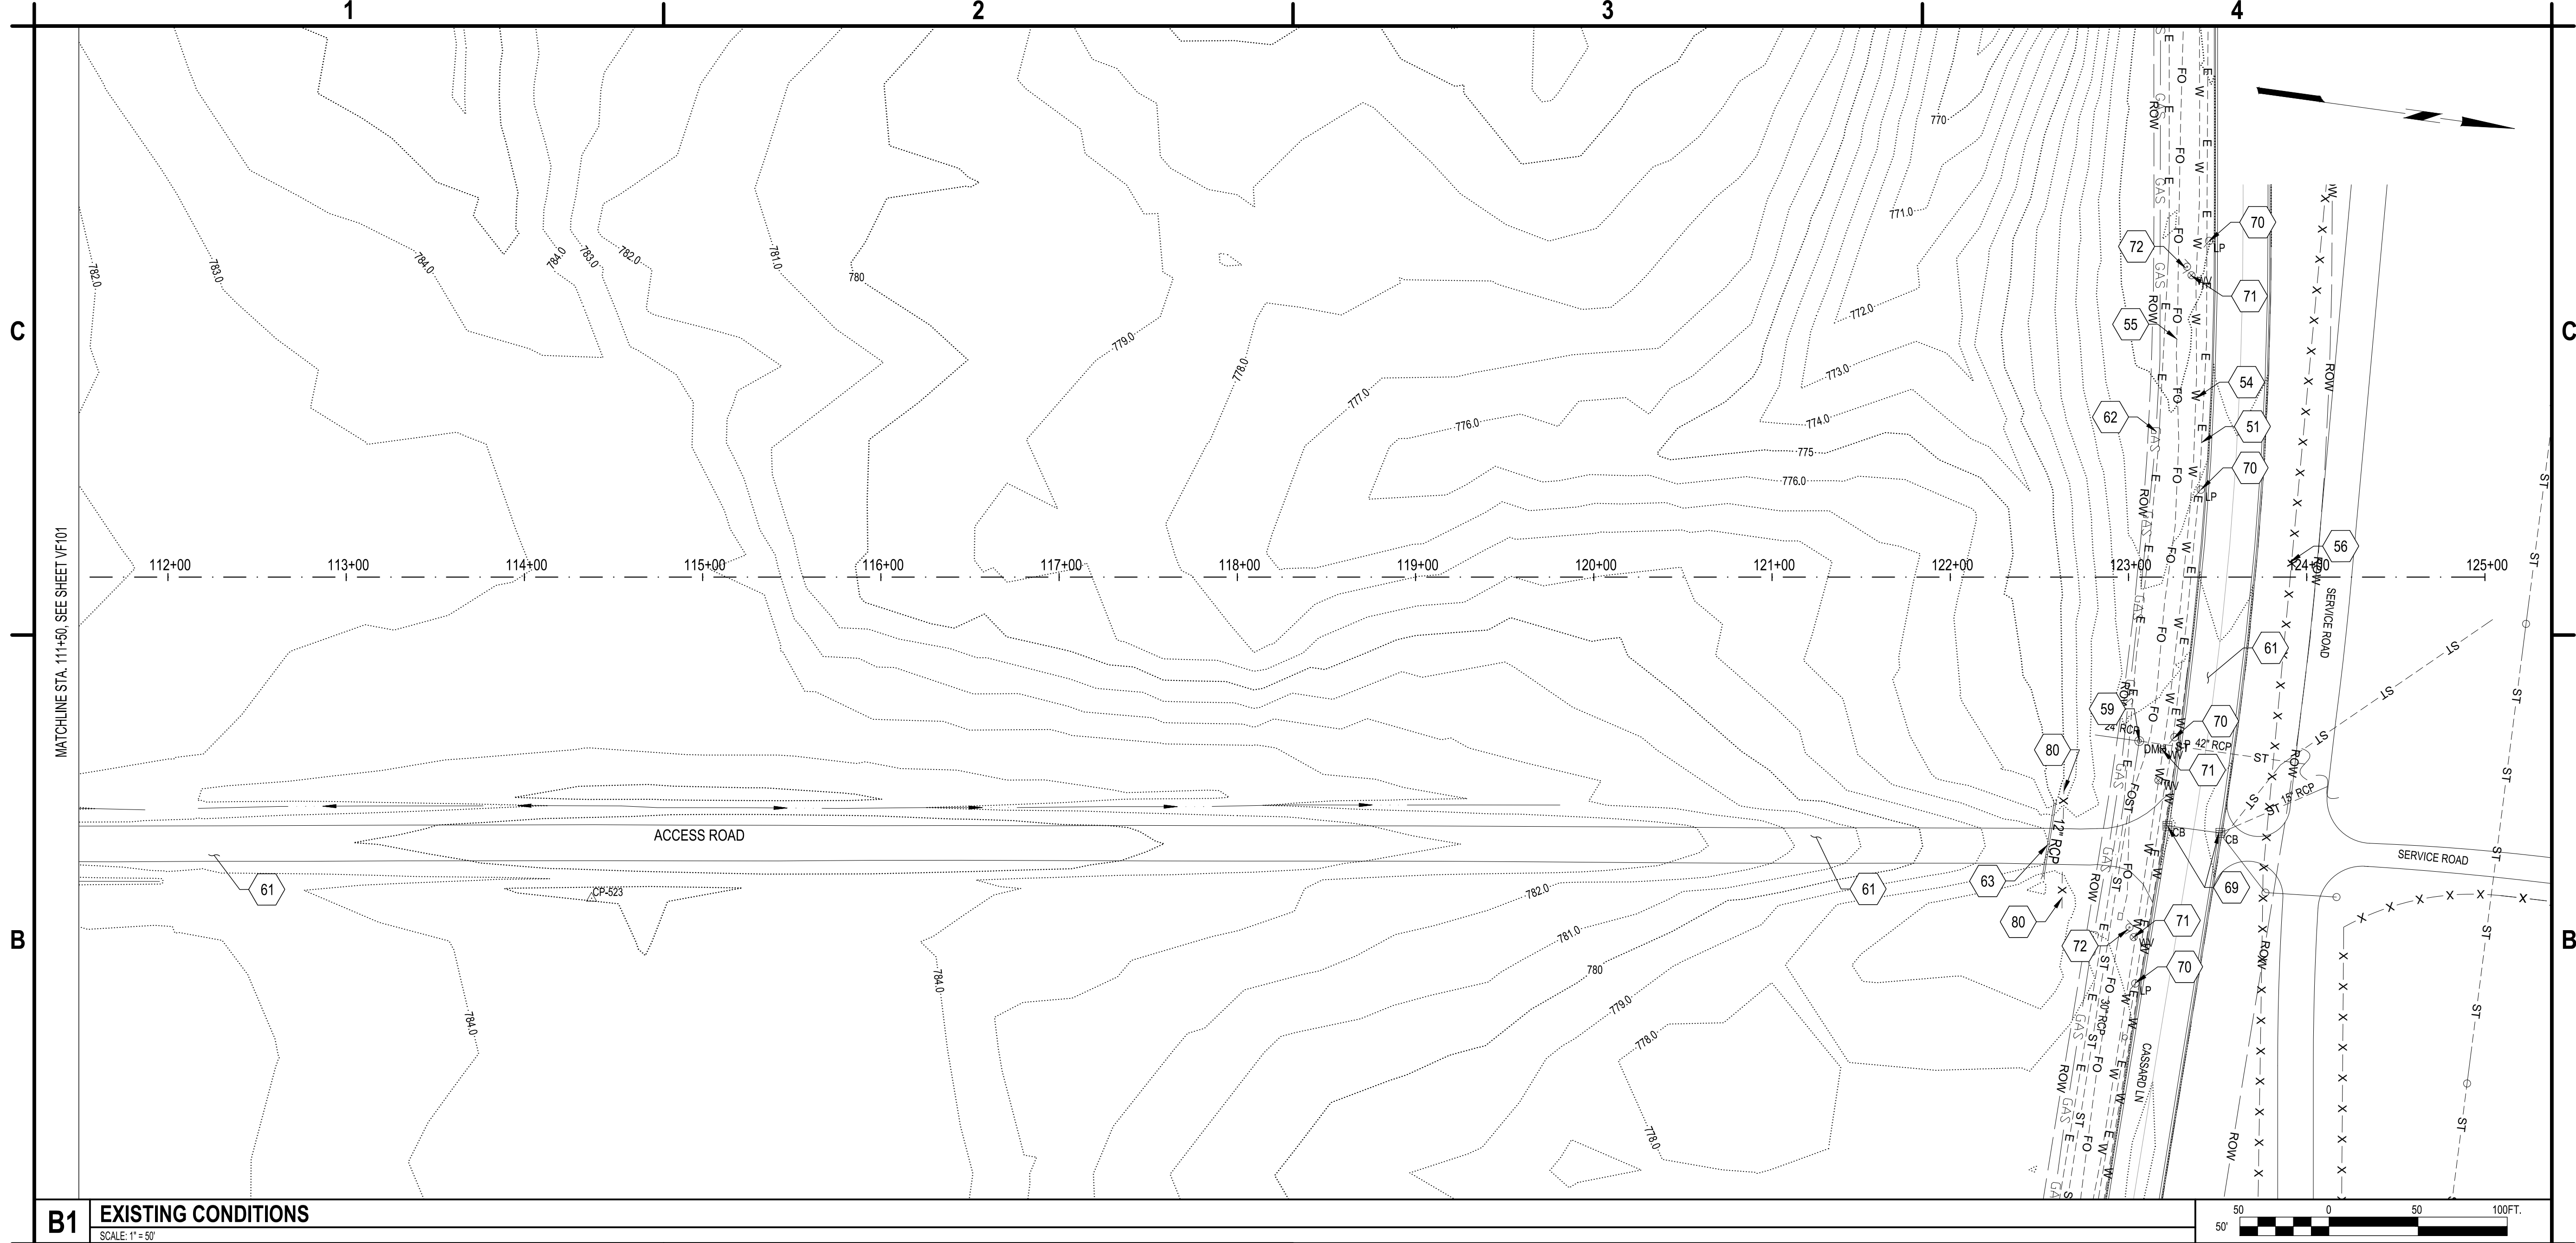 1 2 3 4
C C
B B
MATCHLINE STA. 111+50, SEE SHEET VF101
782.0
783.0
784.0
784.0
783.0
782.0
781.0
780
779.0
778.0
777.0
776.0
770
771.0
772.0
773.0
774.0
775
776.0
112+00 113+00 114+00 115+00 116+00 117+00 118+00 119+00 120+00 121+00 122+00 123+00 124+00 125+00
72
70
LP
71
55
54
62
51
70
LP
56
SERVICE ROAD
61
59
24" RCP
DMH
70
42" RCP
71
80
15" RCP
CB
CB
12" RCP
ACCESS ROAD
SERVICE ROAD
61
CP-523
61
63
80
69
71
72
70
LP
30" RCP
CASSARD LN
784.0
784.0
782.0
781.0
780
779.0
778.0
778.0
GAS
ROW
E
FO
W
X
ST
B1
EXISTING CONDITIONS
SCALE: 1" = 50'
50 0 50 100FT.
50'